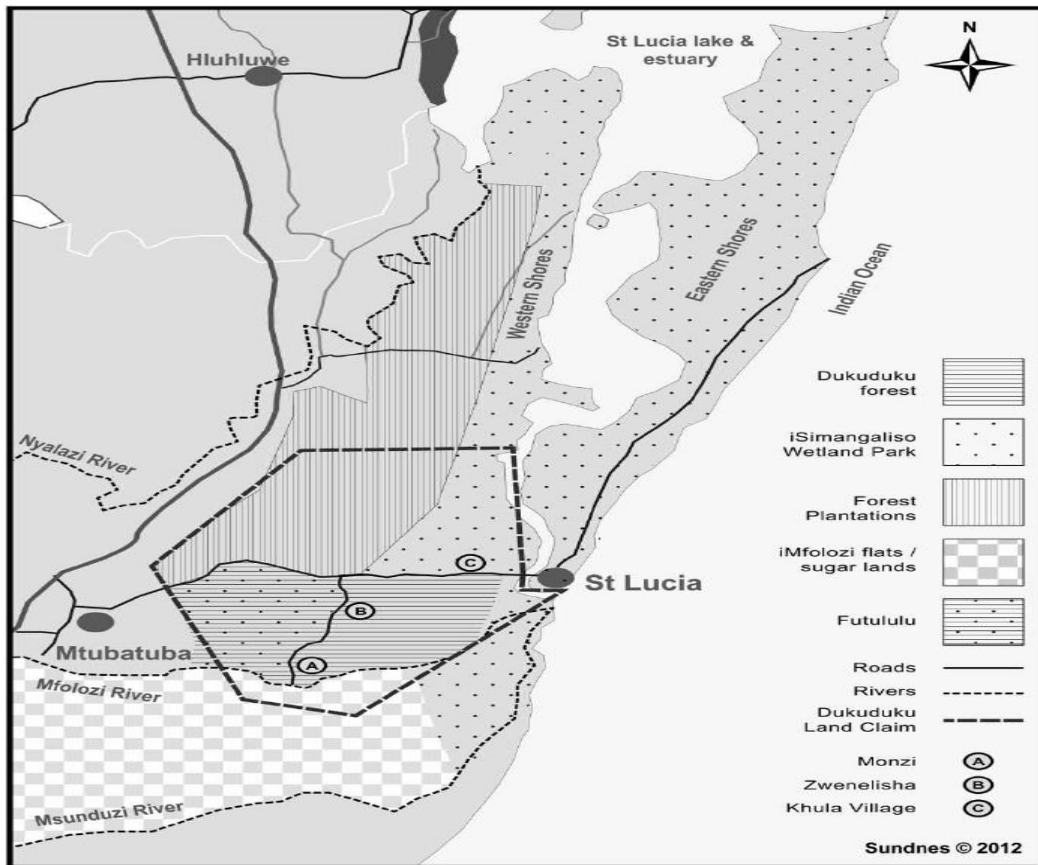 St Lucia lake &
estuary
N
Hluhluwe
Western Shores
Eastern Shores
Indian Ocean
Nyalazi River
Dukuduku
forest
iSimangaliso
Wetland Park
Forest
Plantations
iMfolozi flats /
sugar lands
Futululu
Roads
Rivers
Dukuduku
Land Claim
Monzi A
Zwenelisha B
Khula Village C
C
St Lucia
B
A
Mtubatuba
Mfolozi River
Msunduzi River
Sundnes © 2012